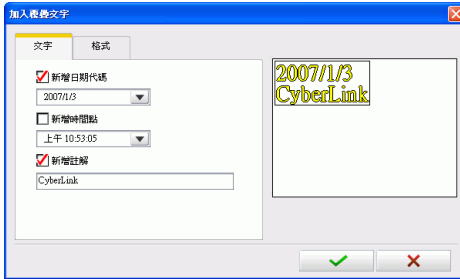 加入覆疊文字
文字
格式
新增日期代碼
2007/1/3
新增時間點
上午 10:53:05
新增註解
CyberLink
2007/1/3
CyberLink